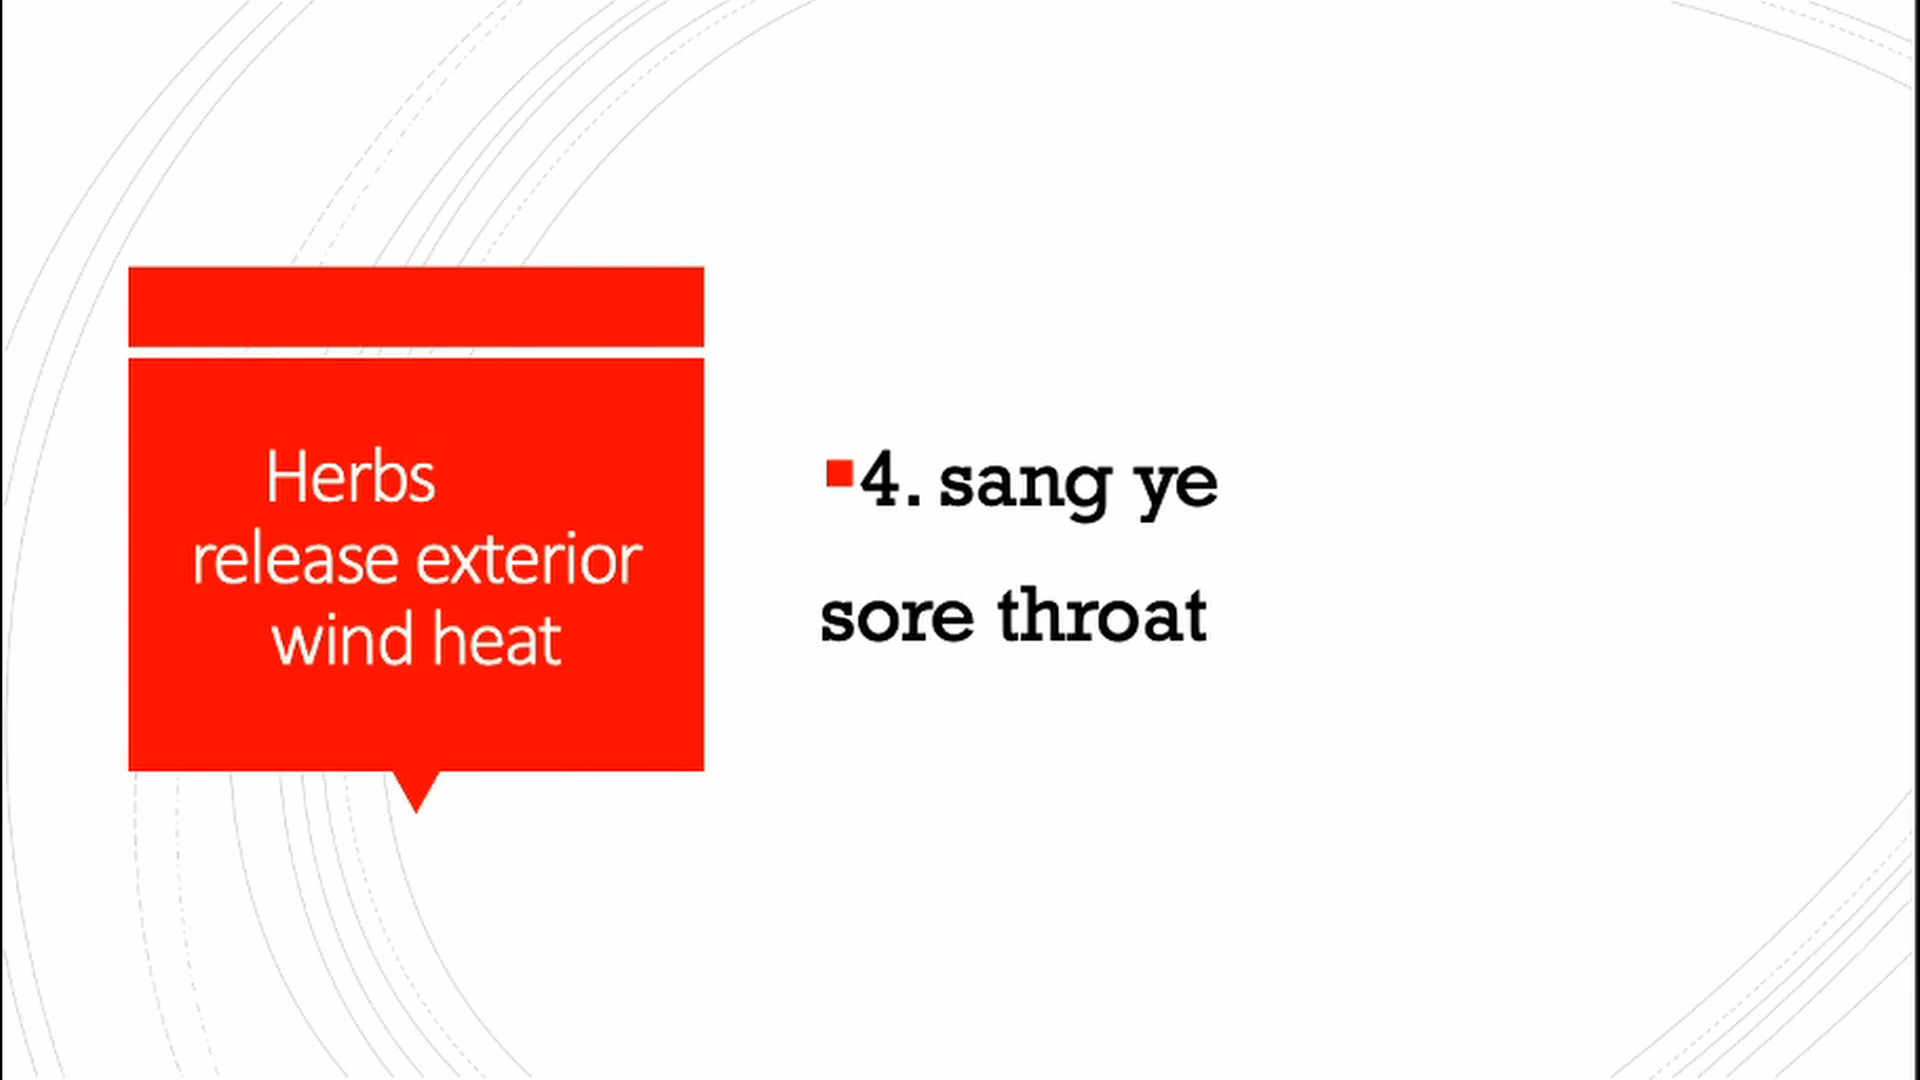 Herbs
release exterior
wind heat
4. sang ye
sore throat